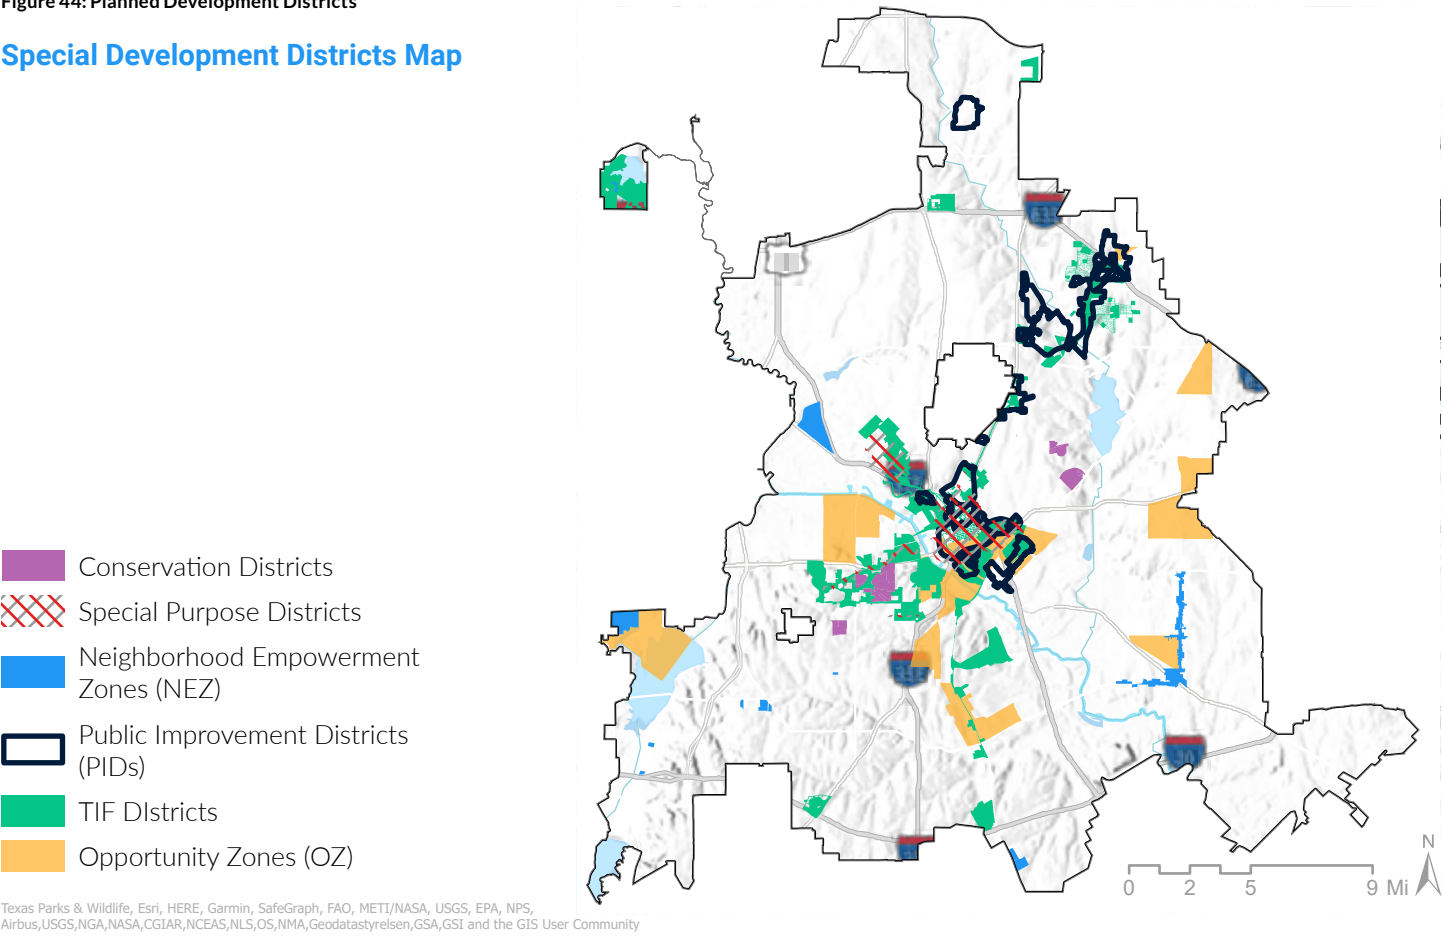 Figure 44: Planned Development Districts
Special Development Districts Map
Conservation Districts
Special Purpose Districts
Neighborhood Empowerment
Zones (NEZ)
Public Improvement Districts
(PIDs)
TIF DIstricts
Opportunity Zones (OZ)
N
0 2 5 9 Mi
Texas Parks & Wildlife, Esri, HERE, Garmin, SafeGraph, FAO, METI/NASA, USGS, EPA, NPS,
Airbus,USGS,NGA,NASA,CGIAR,NCEAS,NLS,OS,NMA,Geodatastyrelsen,GSA,GSI and the GIS User Community